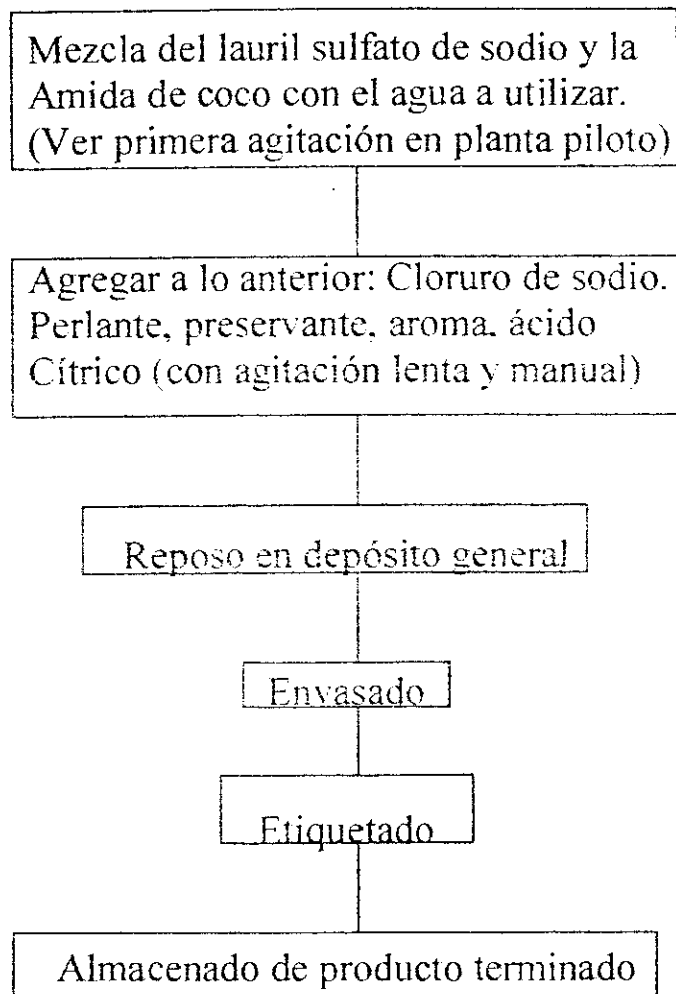 Mezcla del lauril sulfato de sodio y la
Amida de coco con el agua a utilizar.
(Ver primera agitación en planta piloto)
Agregar a lo anterior: Cloruro de sodio.
Perlante, preservante, aroma, ácido
Cítrico (con agitación lenta y manual)
Reposo en depósito general
Envasado
Etiquetado
Almacenado de producto terminado